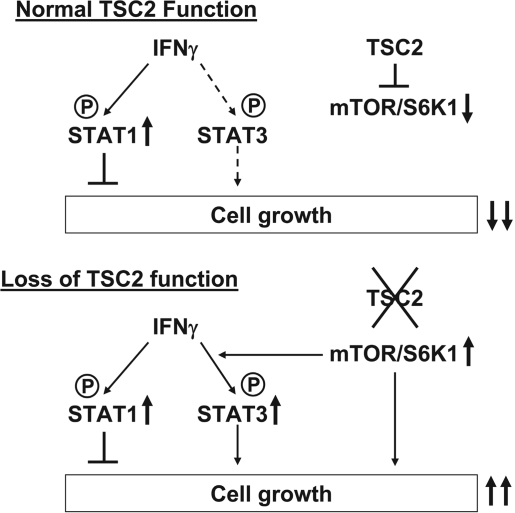 Normal TSC2 Function
IFNγ
TSC2
P
P
mTOR/S6K1
STAT1
STAT3
Cell growth
Loss of TSC2 function
TSC2
IFNγ
mTOR/S6K1
P
P
STAT1
STAT3
Cell growth